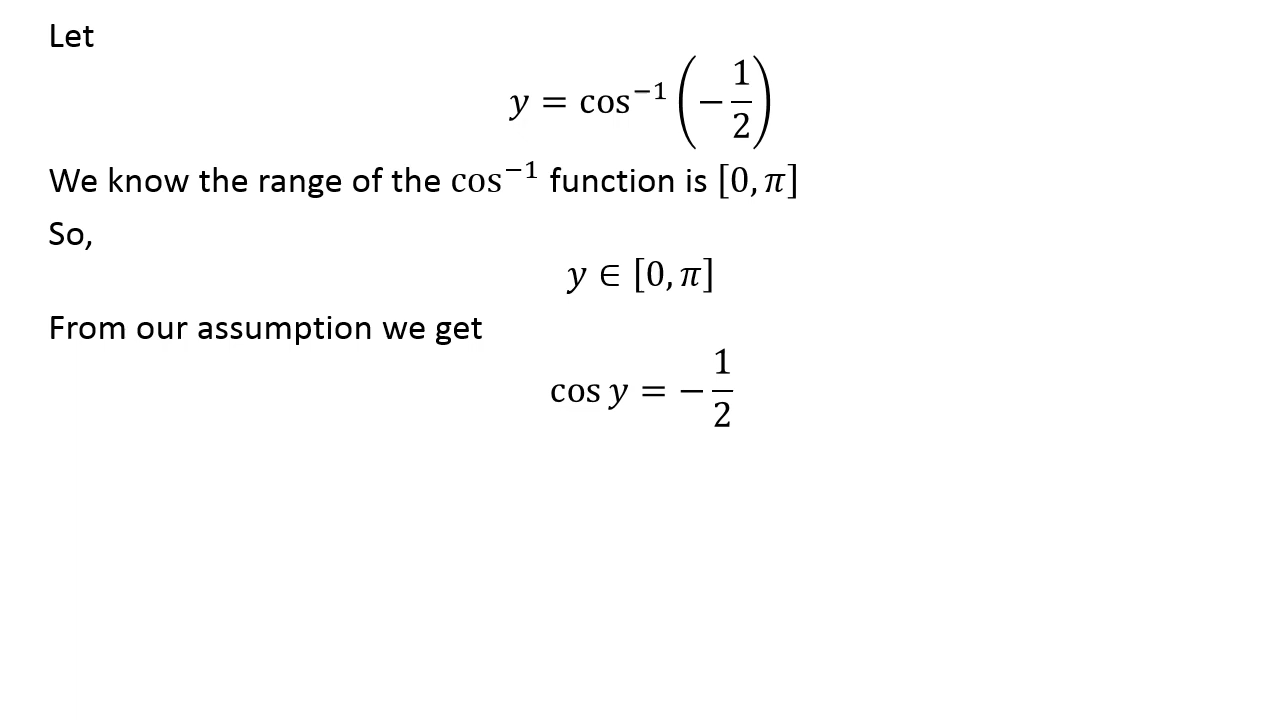 Let
y = cos⁻¹(−1/2)
We know the range of the cos⁻¹ function is [0, π]
So,
y ∈ [0, π]
From our assumption we get
cos y = −1/2